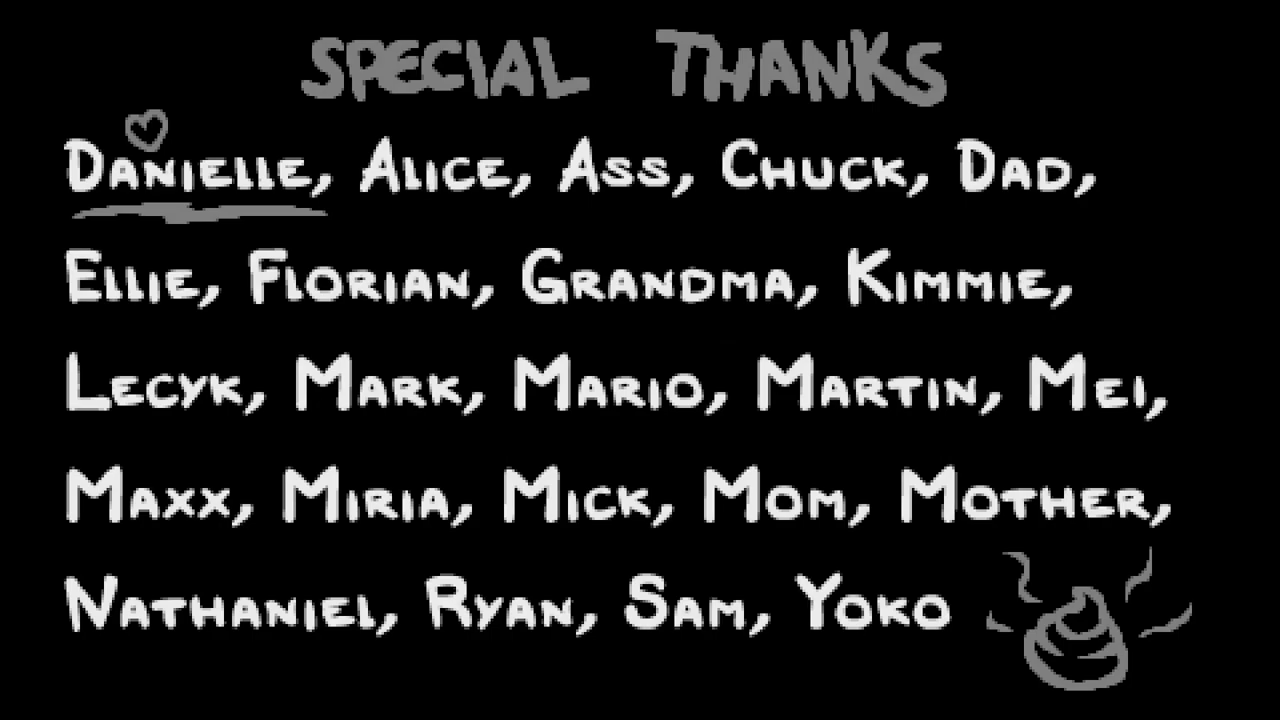 SPECIAL THANKS
Danielle, Alice, Ass, Chuck, Dad,
Ellie, Florian, Grandma, Kimmie,
Lecyk, Mark, Mario, Martin, Mei,
Maxx, Miria, Mick, Mom, Mother,
Nathaniel, Ryan, Sam, Yoko